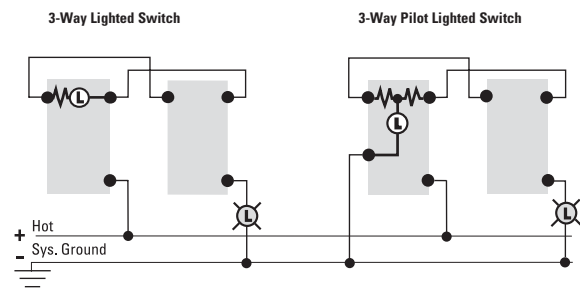 3-Way Lighted Switch
3-Way Pilot Lighted Switch
L
L
L
L
+ Hot
- Sys. Ground